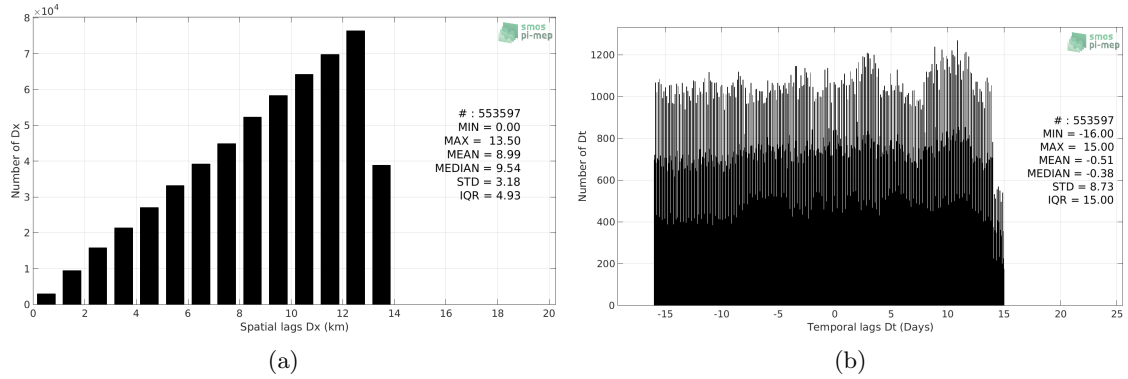 8
×10⁴
7
6
5
4
3
2
1
0
Number of Dx
smos
pi-mep
# : 553597
MIN = 0.00
MAX = 13.50
MEAN = 8.99
MEDIAN = 9.54
STD = 3.18
IQR = 4.93
0 2 4 6 8 10 12 14 16 18 20
Spatial lags Dx (km)
(a)
1200
1000
800
600
400
200
0
Number of Dt
smos
pi-mep
# : 553597
MIN = -16.00
MAX = 15.00
MEAN = -0.51
MEDIAN = -0.38
STD = 8.73
IQR = 15.00
-15 -10 -5 0 5 10 15 20 25
Temporal lags Dt (Days)
(b)